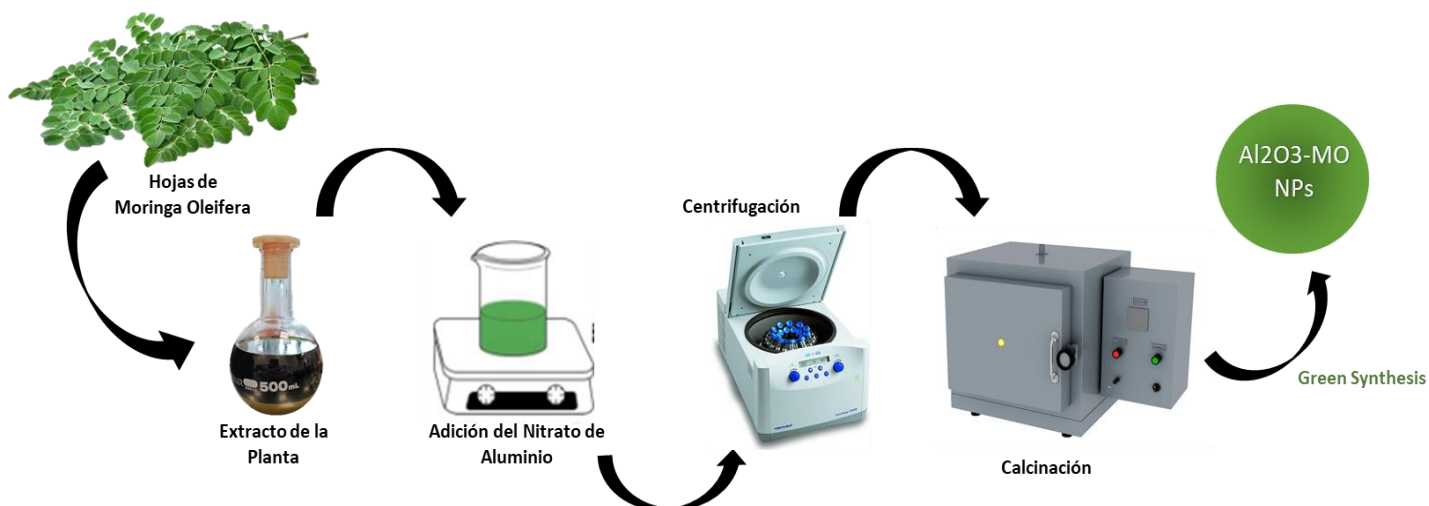 Hojas de
Moringa Oleifera
500mL
Extracto de la
Planta
Adición del Nitrato de
Aluminio
Centrifugación
Calcinación
Al2O3-MO
NPs
Green Synthesis